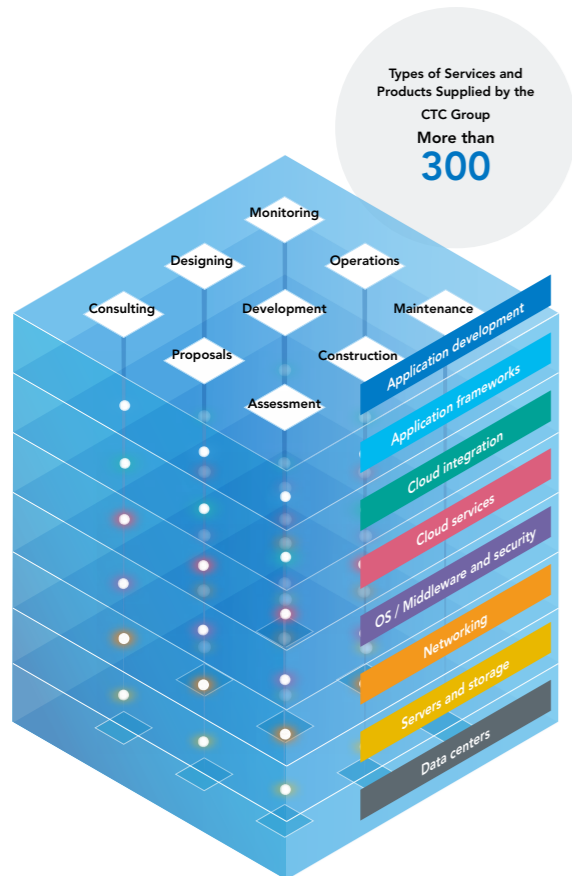 Types of Services and
Products Supplied by the
CTC Group
More than
300
Monitoring
Designing
Operations
Consulting
Development
Maintenance
Proposals
Construction
Assessment
Application development
Application frameworks
Cloud integration
Cloud services
OS / Middleware and security
Networking
Servers and storage
Data centers